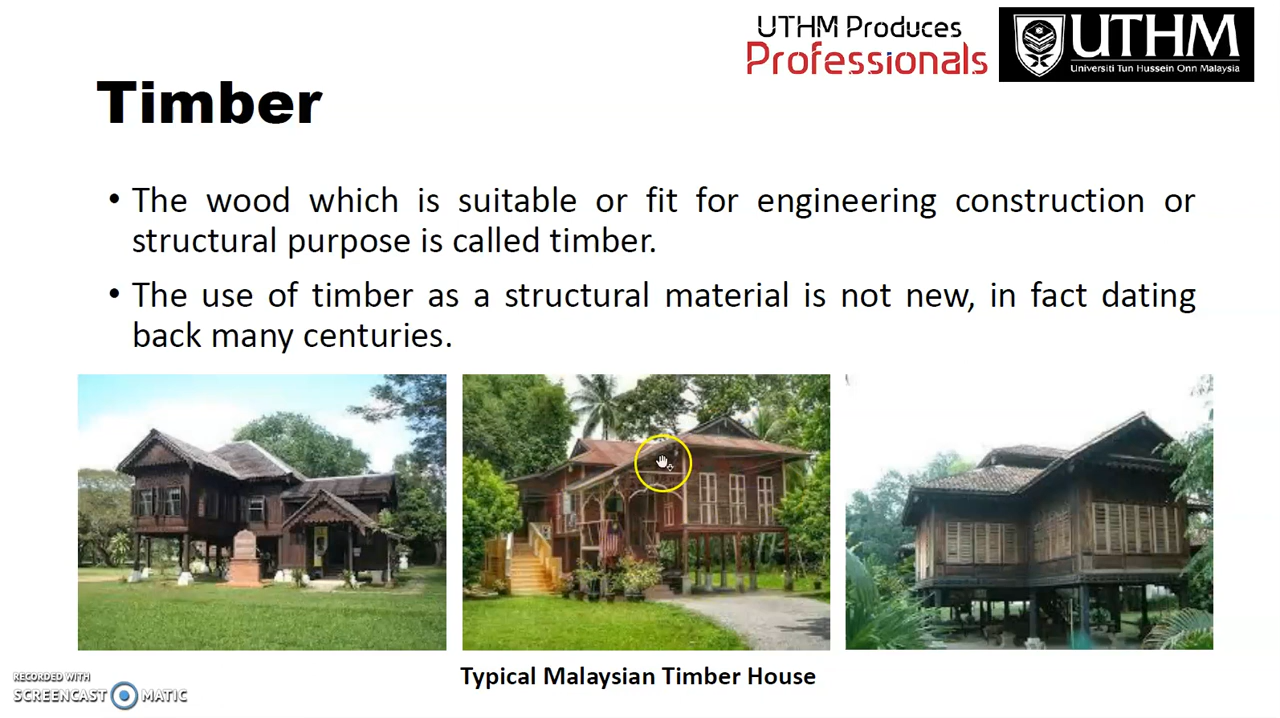 UTHM Produces
Professionals
UTHM
Universiti Tun Hussein Onn Malaysia
Timber
• The wood which is suitable or fit for engineering construction or
structural purpose is called timber.
• The use of timber as a structural material is not new, in fact dating
back many centuries.
Typical Malaysian Timber House
RECORDED WITH
SCREENCAST MATIC